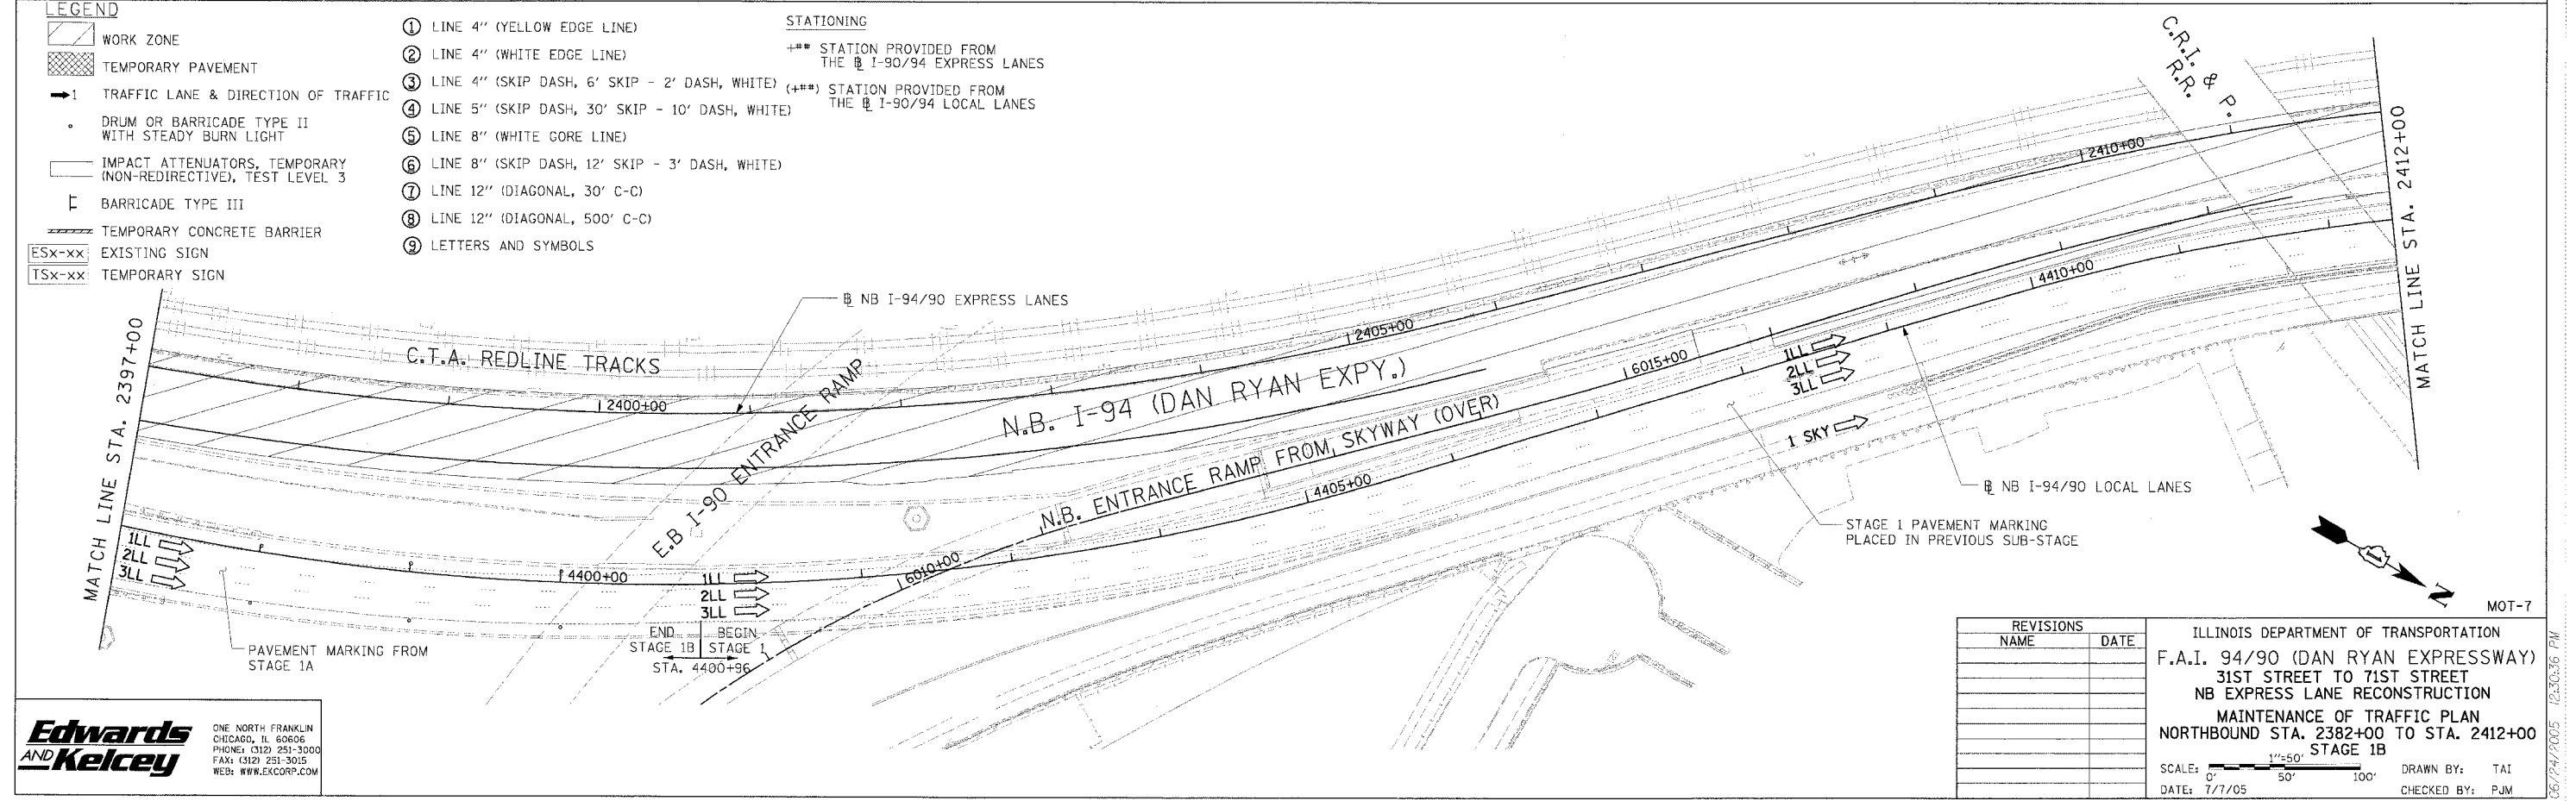 LEGEND
WORK ZONE
TEMPORARY PAVEMENT
1 TRAFFIC LANE & DIRECTION OF TRAFFIC
DRUM OR BARRICADE TYPE II
WITH STEADY BURN LIGHT
IMPACT ATTENUATORS, TEMPORARY
(NON-REDIRECTIVE), TEST LEVEL 3
BARRICADE TYPE III
TEMPORARY CONCRETE BARRIER
ESx-xx EXISTING SIGN
TSx-xx TEMPORARY SIGN
1 LINE 4" (YELLOW EDGE LINE)
2 LINE 4" (WHITE EDGE LINE)
3 LINE 4" (SKIP DASH, 6' SKIP - 2' DASH, WHITE)
4 LINE 5" (SKIP DASH, 30' SKIP - 10' DASH, WHITE)
5 LINE 8" (WHITE GORE LINE)
6 LINE 8" (SKIP DASH, 12' SKIP - 3' DASH, WHITE)
7 LINE 12" (DIAGONAL, 30' C-C)
8 LINE 12" (DIAGONAL, 500' C-C)
9 LETTERS AND SYMBOLS
STATIONING
+## STATION PROVIDED FROM
THE BL I-90/94 EXPRESS LANES
(+##) STATION PROVIDED FROM
THE BL I-90/94 LOCAL LANES
C.R.I. & P.
R.R.
MATCH LINE STA. 2412+00
2410+00
4410+00
BL NB I-94/90 EXPRESS LANES
MATCH LINE STA. 2397+00
C.T.A. REDLINE TRACKS
2400+00
2405+00
E.B I-90 ENTRANCE RAMP
N.B. I-94 (DAN RYAN EXPY.)
N.B. ENTRANCE RAMP FROM SKYWAY (OVER)
6015+00
1LL
2LL
3LL
1 SKY
4405+00
BL NB I-94/90 LOCAL LANES
STAGE 1 PAVEMENT MARKING
PLACED IN PREVIOUS SUB-STAGE
1LL
2LL
3LL
4400+00
1LL
2LL
3LL
6010+00
END STAGE 1B
BEGIN STAGE 1
STA. 4400+96
PAVEMENT MARKING FROM
STAGE 1A
N
MOT-7
Edwards
AND Kelcey
ONE NORTH FRANKLIN
CHICAGO, IL 60606
PHONE: (312) 251-3000
FAX: (312) 251-3015
WEB: WWW.EKCORP.COM
REVISIONS
NAME DATE
ILLINOIS DEPARTMENT OF TRANSPORTATION
F.A.I. 94/90 (DAN RYAN EXPRESSWAY)
31ST STREET TO 71ST STREET
NB EXPRESS LANE RECONSTRUCTION
MAINTENANCE OF TRAFFIC PLAN
NORTHBOUND STA. 2382+00 TO STA. 2412+00
STAGE 1B
1"=50'
SCALE: 0' 50' 100'
DATE: 7/7/05
DRAWN BY: TAI
CHECKED BY: PJM
06/24/2005 12:30:36 PM